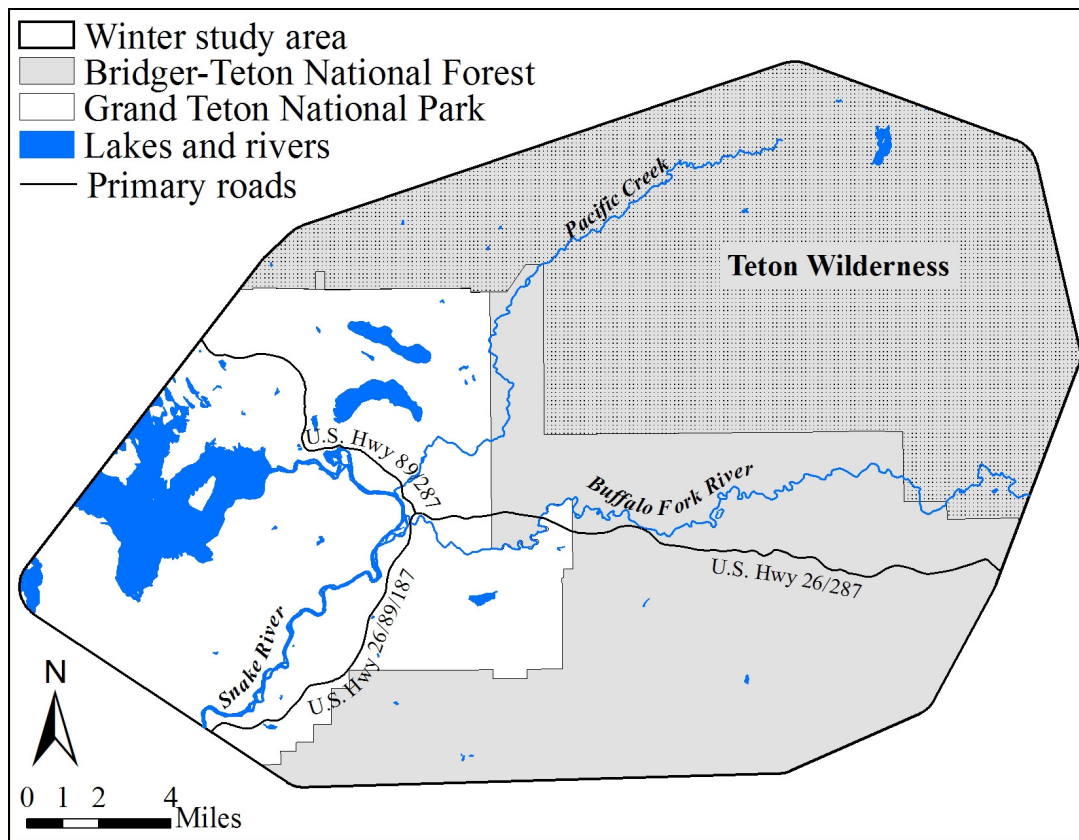 Winter study area
Bridger-Teton National Forest
Grand Teton National Park
Lakes and rivers
Primary roads
Pacific Creek
Teton Wilderness
U.S. Hwy 89/287
Buffalo Fork River
U.S. Hwy 26/287
Snake River
U.S. Hwy 26/89/187
N
0 1 2 4
Miles